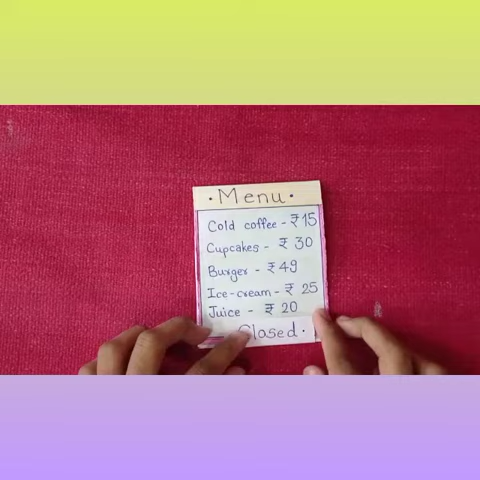 • Menu •
Cold coffee - ₹15
Cupcakes - ₹ 30
Burger - ₹49
Ice-cream - ₹ 25
Juice - ₹ 20
Closed •